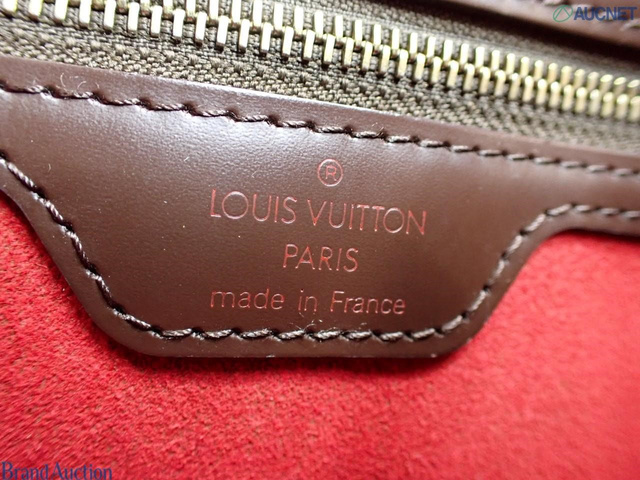 AUCNET
®
LOUIS VUITTON
PARIS
made in France
Brand Auction